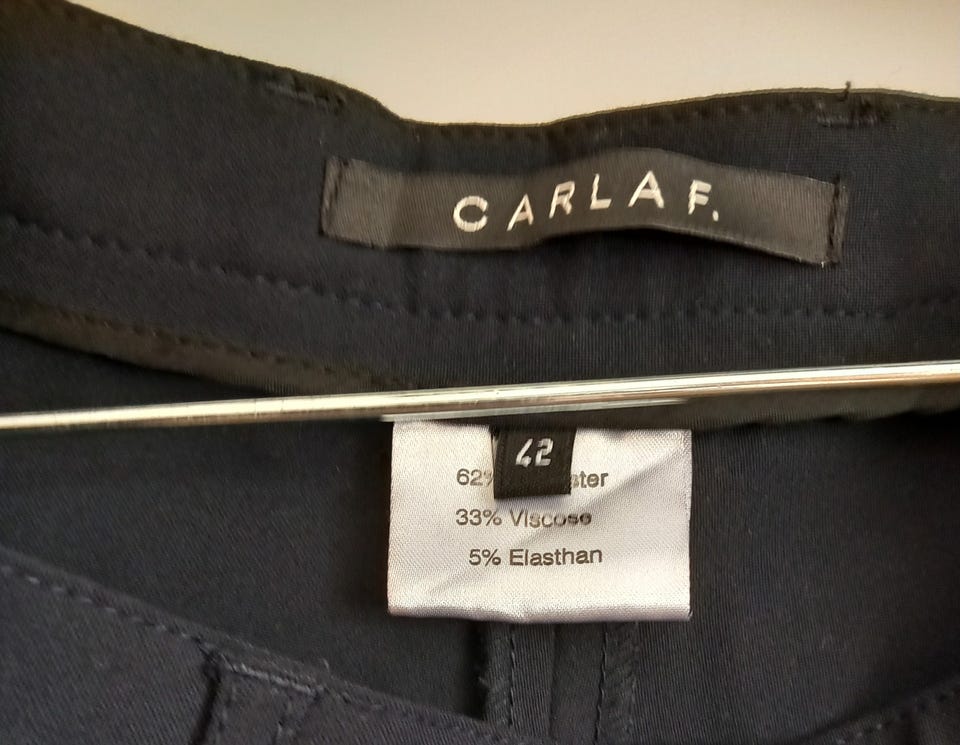 CARLA F.
42
62%
33% Viscose
5% Elasthan